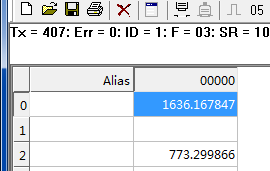 05
Tx = 407: Err = 0: ID = 1: F = 03: SR = 10
Alias 00000
0 1636.167847
1
2 773.299866